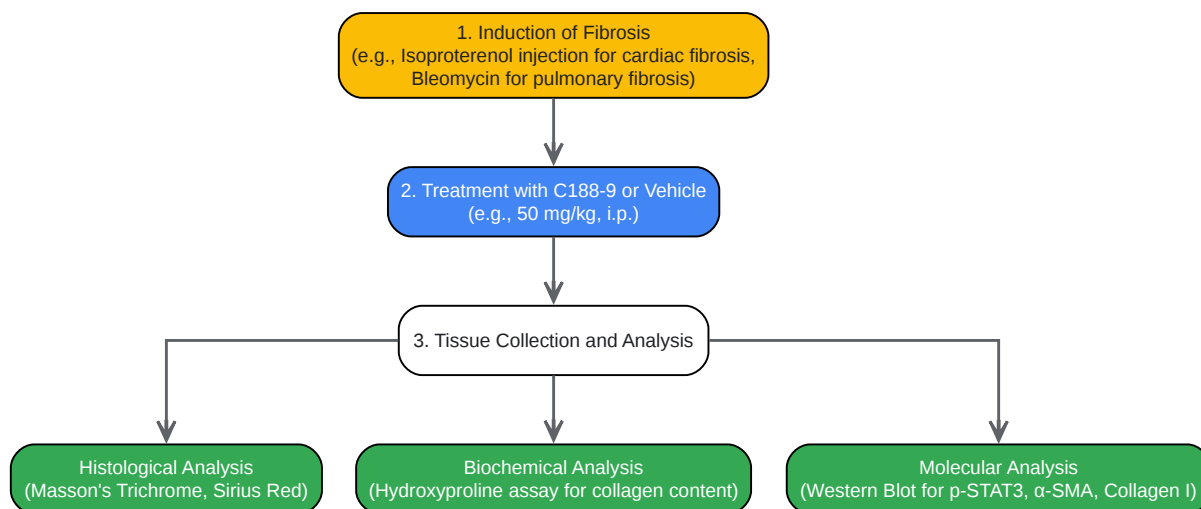 1. Induction of Fibrosis
(e.g., Isoproterenol injection for cardiac fibrosis,
Bleomycin for pulmonary fibrosis)
2. Treatment with C188-9 or Vehicle
(e.g., 50 mg/kg, i.p.)
3. Tissue Collection and Analysis
Histological Analysis
(Masson's Trichrome, Sirius Red)
Biochemical Analysis
(Hydroxyproline assay for collagen content)
Molecular Analysis
(Western Blot for p-STAT3, α-SMA, Collagen I)